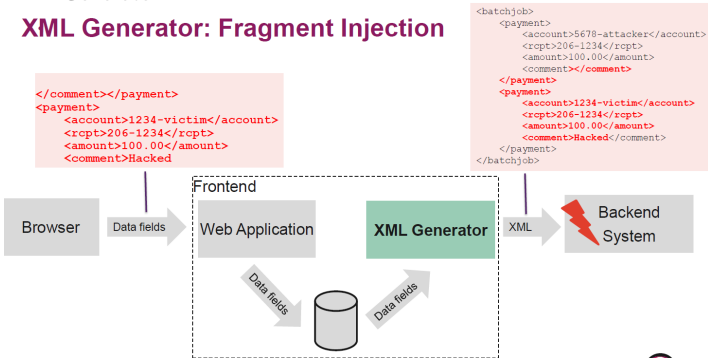 XML Generator: Fragment Injection
</comment></payment>
<payment>
<account>1234-victim</account>
<rcpt>206-1234</rcpt>
<amount>100.00</amount>
<comment>Hacked
<batchjob>
<payment>
<account>5678-attacker</account>
<rcpt>206-1234</rcpt>
<amount>100.00</amount>
<comment></comment>
</payment>
<payment>
<account>1234-victim</account>
<rcpt>206-1234</rcpt>
<amount>100.00</amount>
<comment>Hacked</comment>
</payment>
</batchjob>
Frontend
Browser
Data fields
Web Application
XML Generator
XML
Backend
System
Data fields
Data fields